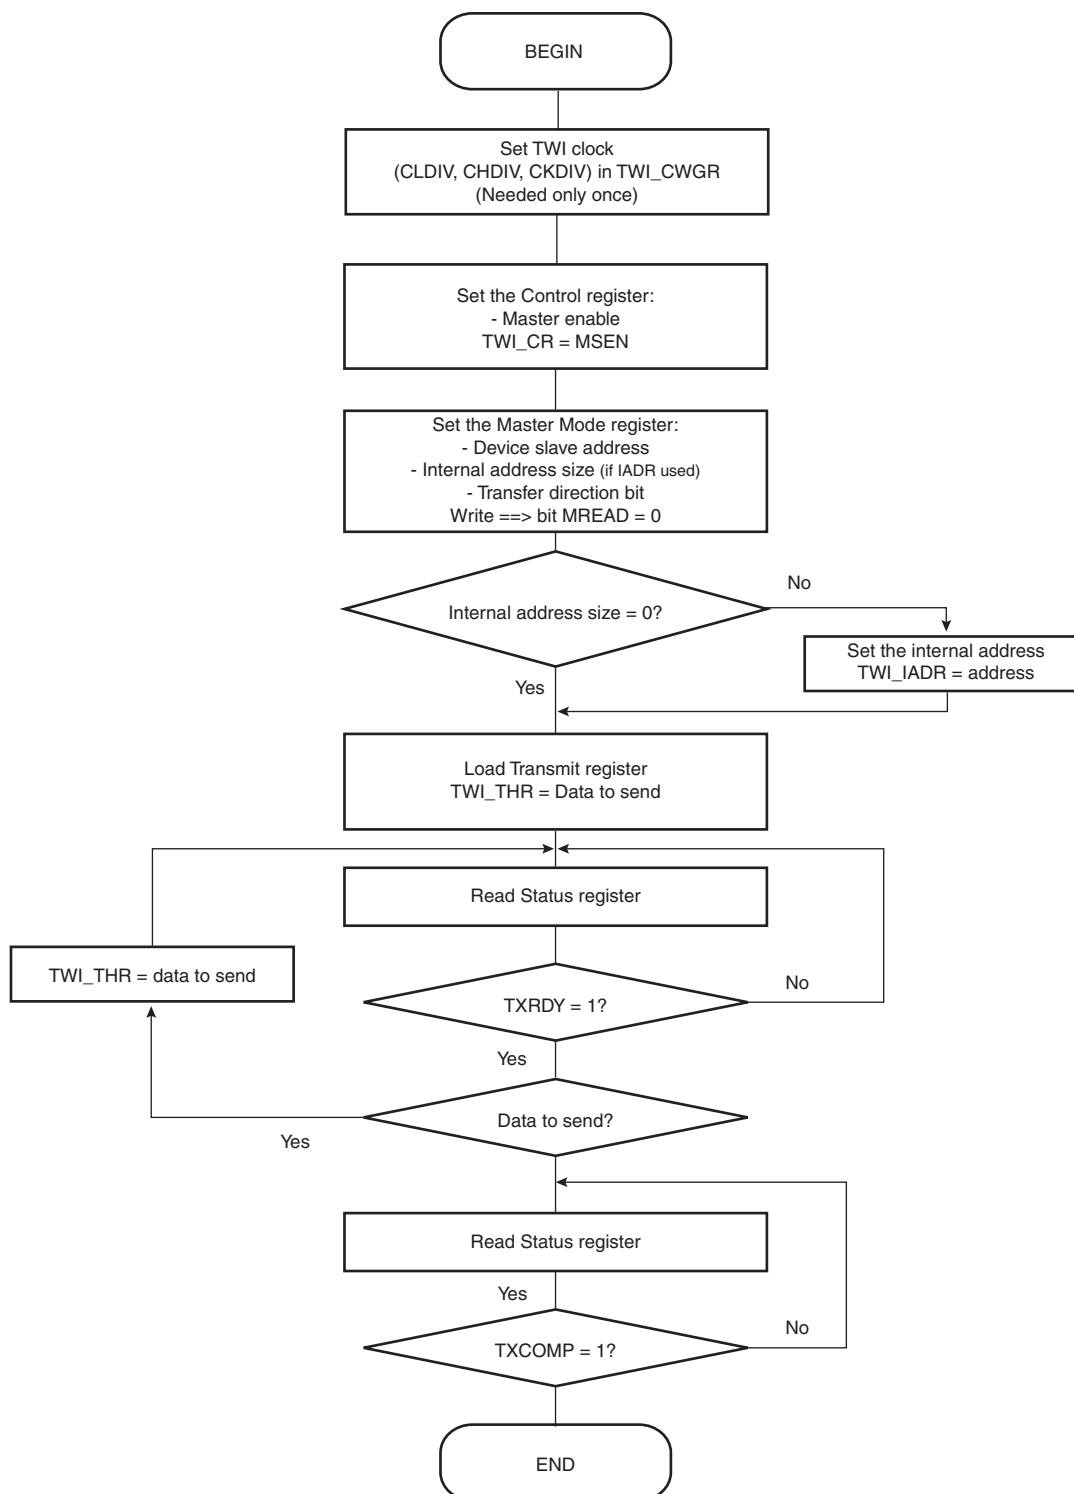 BEGIN
Set TWI clock
(CLDIV, CHDIV, CKDIV) in TWI_CWGR
(Needed only once)
Set the Control register:
- Master enable
TWI_CR = MSEN
Set the Master Mode register:
- Device slave address
- Internal address size (if IADR used)
- Transfer direction bit
Write ==> bit MREAD = 0
No
Internal address size = 0?
Set the internal address
TWI_IADR = address
Yes
Load Transmit register
TWI_THR = Data to send
Read Status register
TWI_THR = data to send
No
TXRDY = 1?
Yes
Data to send?
Yes
Read Status register
Yes
No
TXCOMP = 1?
END